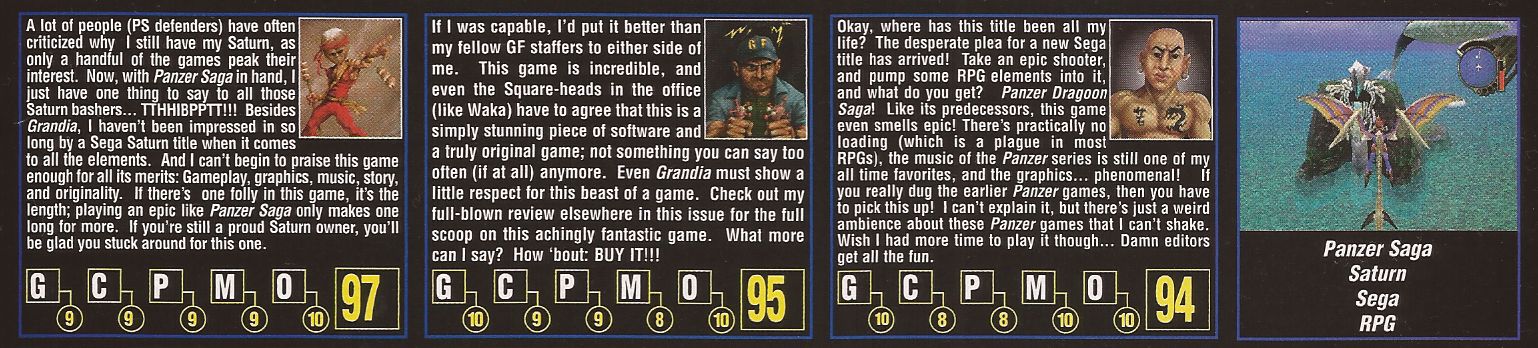 A lot of people (PS defenders) have often
criticized why I still have my Saturn, as
only a handful of the games peak their
interest. Now, with Panzer Saga in hand, I
just have one thing to say to all those
Saturn bashers... TTHHIBPPTT!!! Besides
Grandia, I haven't been impressed in so
long by a Sega Saturn title when it comes
to all the elements. And I can't begin to praise this game
enough for all its merits: Gameplay, graphics, music, story,
and originality. If there's one folly in this game, it's the
length; playing an epic like Panzer Saga only makes one
long for more. If you're still a proud Saturn owner, you'll
be glad you stuck around for this one.
G C P M O 97
9 9 9 9 10
If I was capable, I'd put it better than
my fellow GF staffers to either side of
me. This game is incredible, and
even the Square-heads in the office
(like Waka) have to agree that this is a
simply stunning piece of software and
a truly original game; not something you can say too
often (if at all) anymore. Even Grandia must show a
little respect for this beast of a game. Check out my
full-blown review elsewhere in this issue for the full
scoop on this achingly fantastic game. What more
can I say? How 'bout: BUY IT!!!
GF
G C P M O 95
10 9 9 8 10
Okay, where has this title been all my
life? The desperate plea for a new Sega
title has arrived! Take an epic shooter,
and pump some RPG elements into it,
and what do you get? Panzer Dragoon
Saga! Like its predecessors, this game
even smells epic! There's practically no
loading (which is a plague in most
RPGs), the music of the Panzer series is still one of my
all time favorites, and the graphics... phenomenal! If
you really dug the earlier Panzer games, then you have
to pick this up! I can't explain it, but there's just a weird
ambience about these Panzer games that I can't shake.
Wish I had more time to play it though... Damn editors
get all the fun.
G C P M O 94
10 8 8 10 10
Panzer Saga
Saturn
Sega
RPG